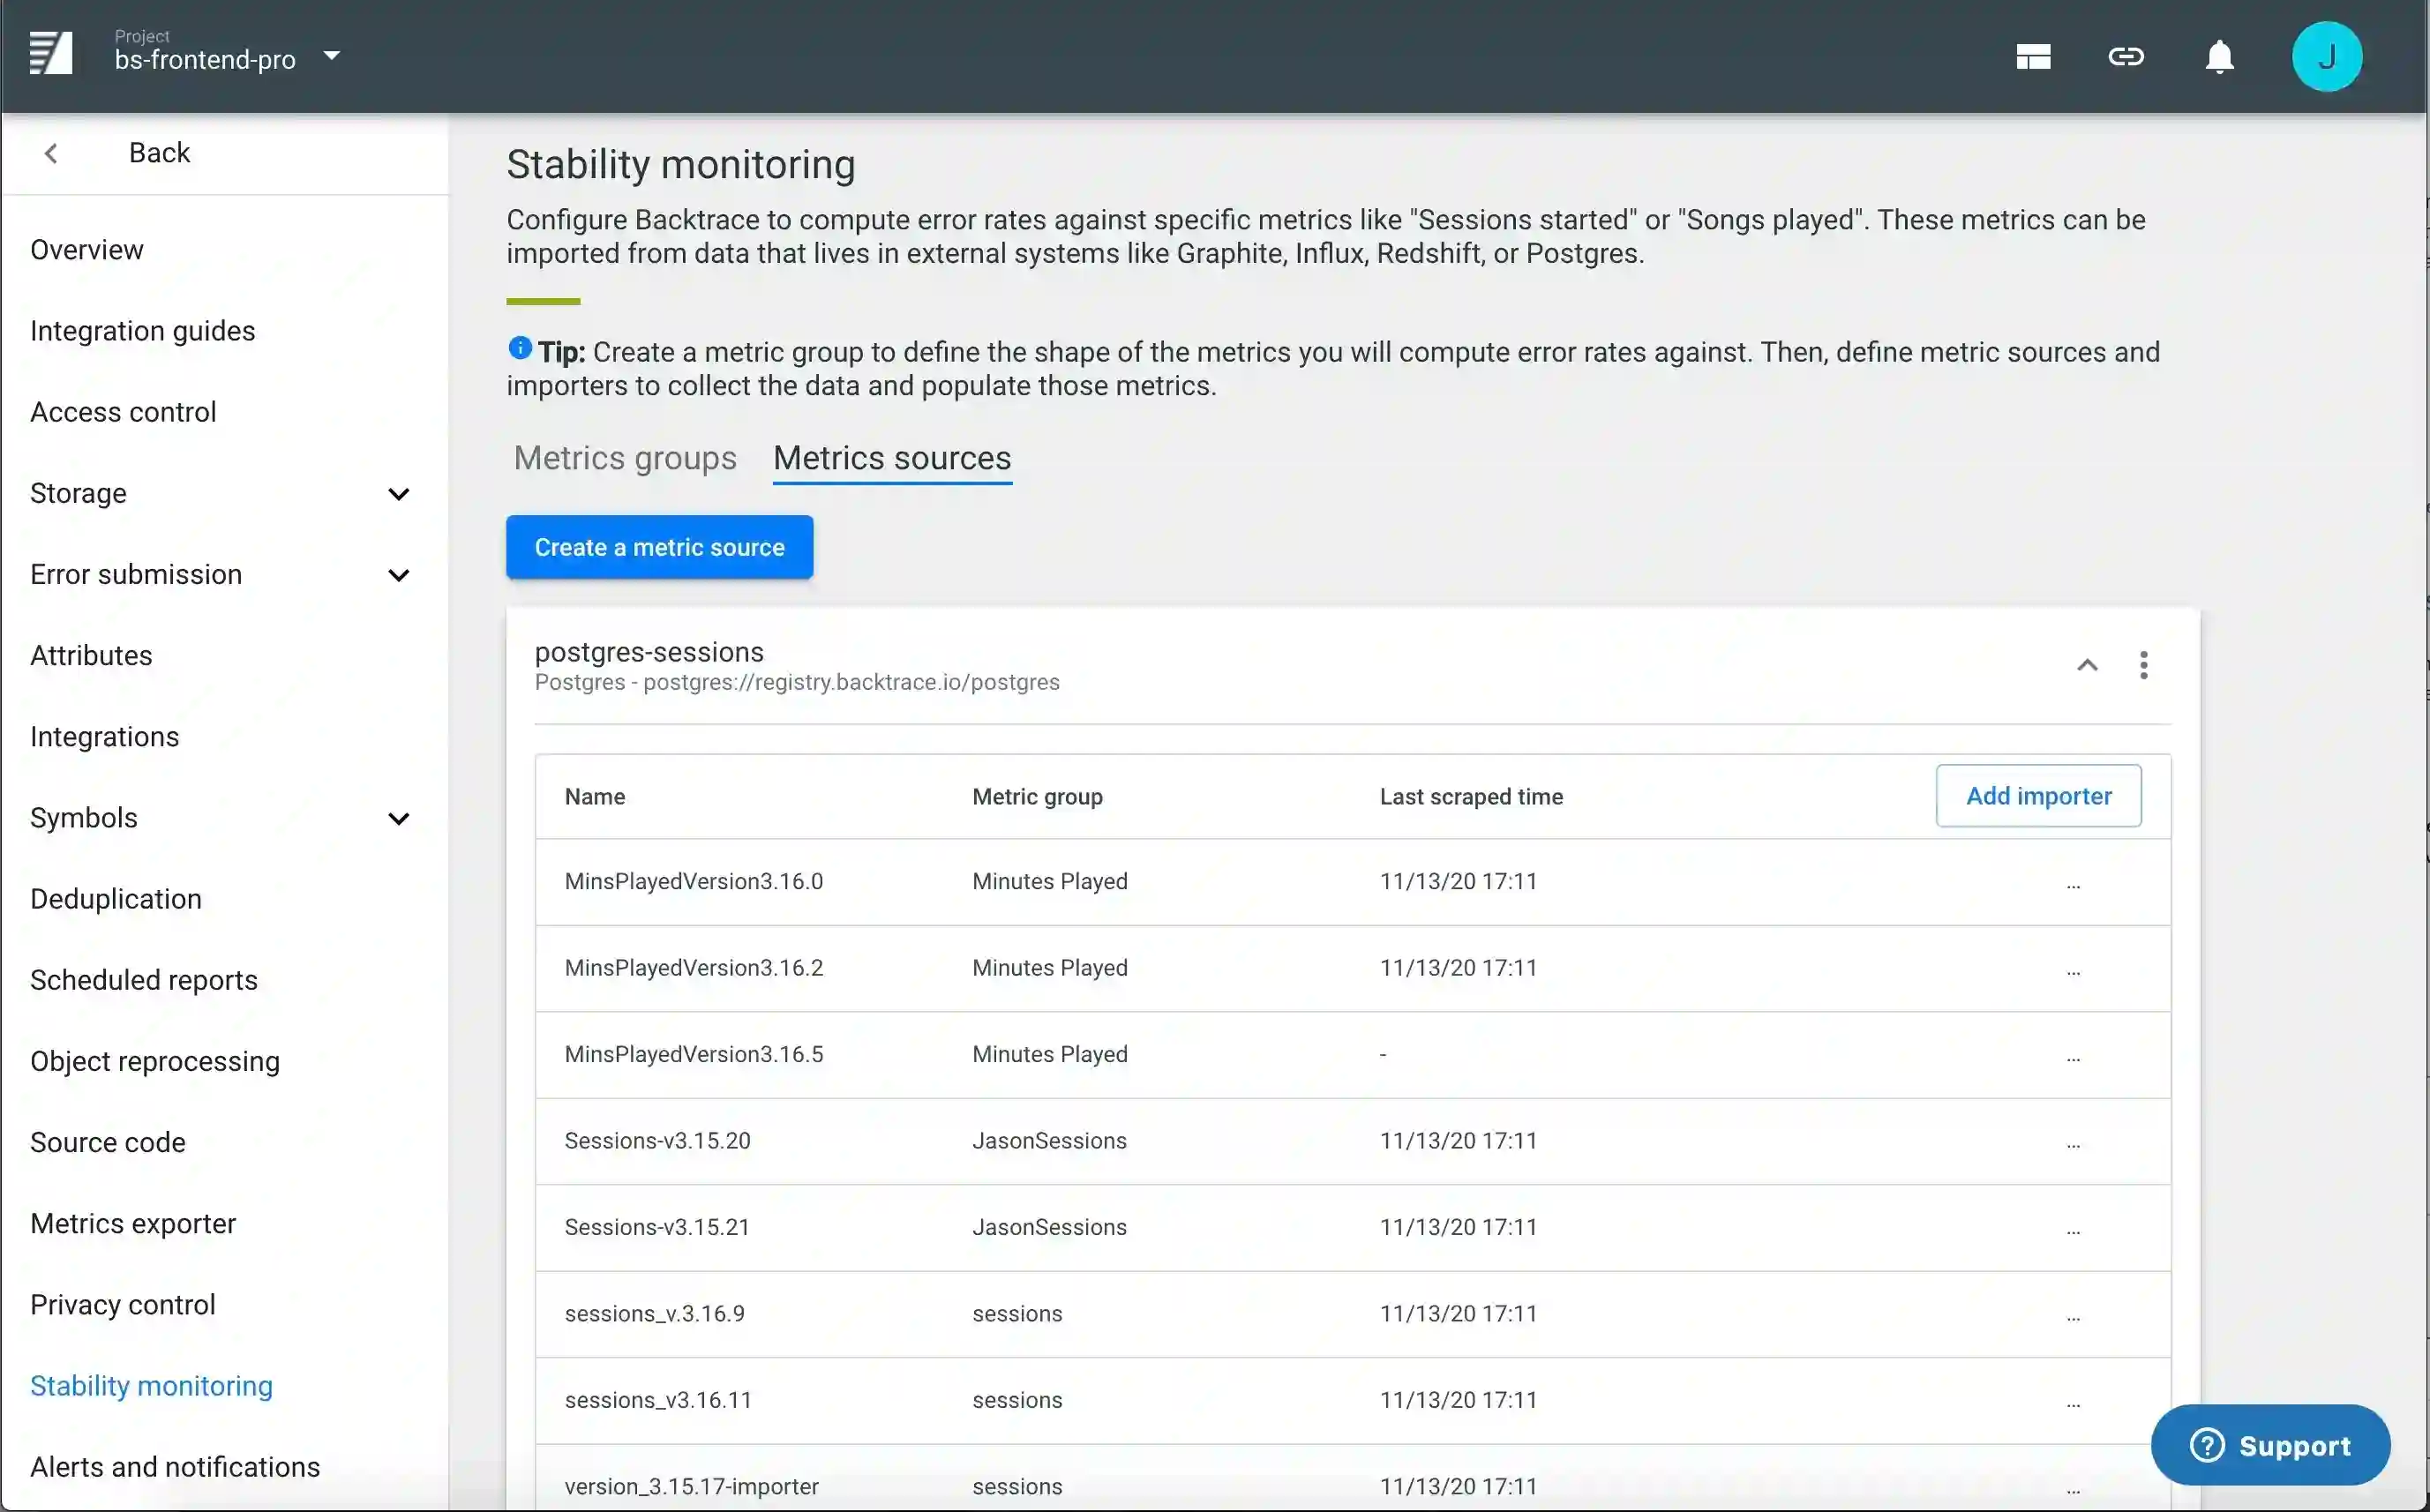 Project
bs-frontend-pro
J
Back
Overview
Integration guides
Access control
Storage
Error submission
Attributes
Integrations
Symbols
Deduplication
Scheduled reports
Object reprocessing
Source code
Metrics exporter
Privacy control
Stability monitoring
Alerts and notifications
Stability monitoring
Configure Backtrace to compute error rates against specific metrics like "Sessions started" or "Songs played". These metrics can be
imported from data that lives in external systems like Graphite, Influx, Redshift, or Postgres.
Tip: Create a metric group to define the shape of the metrics you will compute error rates against. Then, define metric sources and
importers to collect the data and populate those metrics.
Metrics groups Metrics sources
Create a metric source
postgres-sessions
Postgres - postgres://registry.backtrace.io/postgres
Name Metric group Last scraped time Add importer
MinsPlayedVersion3.16.0 Minutes Played 11/13/20 17:11 ...
MinsPlayedVersion3.16.2 Minutes Played 11/13/20 17:11 ...
MinsPlayedVersion3.16.5 Minutes Played - ...
Sessions-v3.15.20 JasonSessions 11/13/20 17:11 ...
Sessions-v3.15.21 JasonSessions 11/13/20 17:11 ...
sessions_v.3.16.9 sessions 11/13/20 17:11 ...
sessions_v3.16.11 sessions 11/13/20 17:11 ...
version_3.15.17-importer sessions 11/13/20 17:11 ...
Support